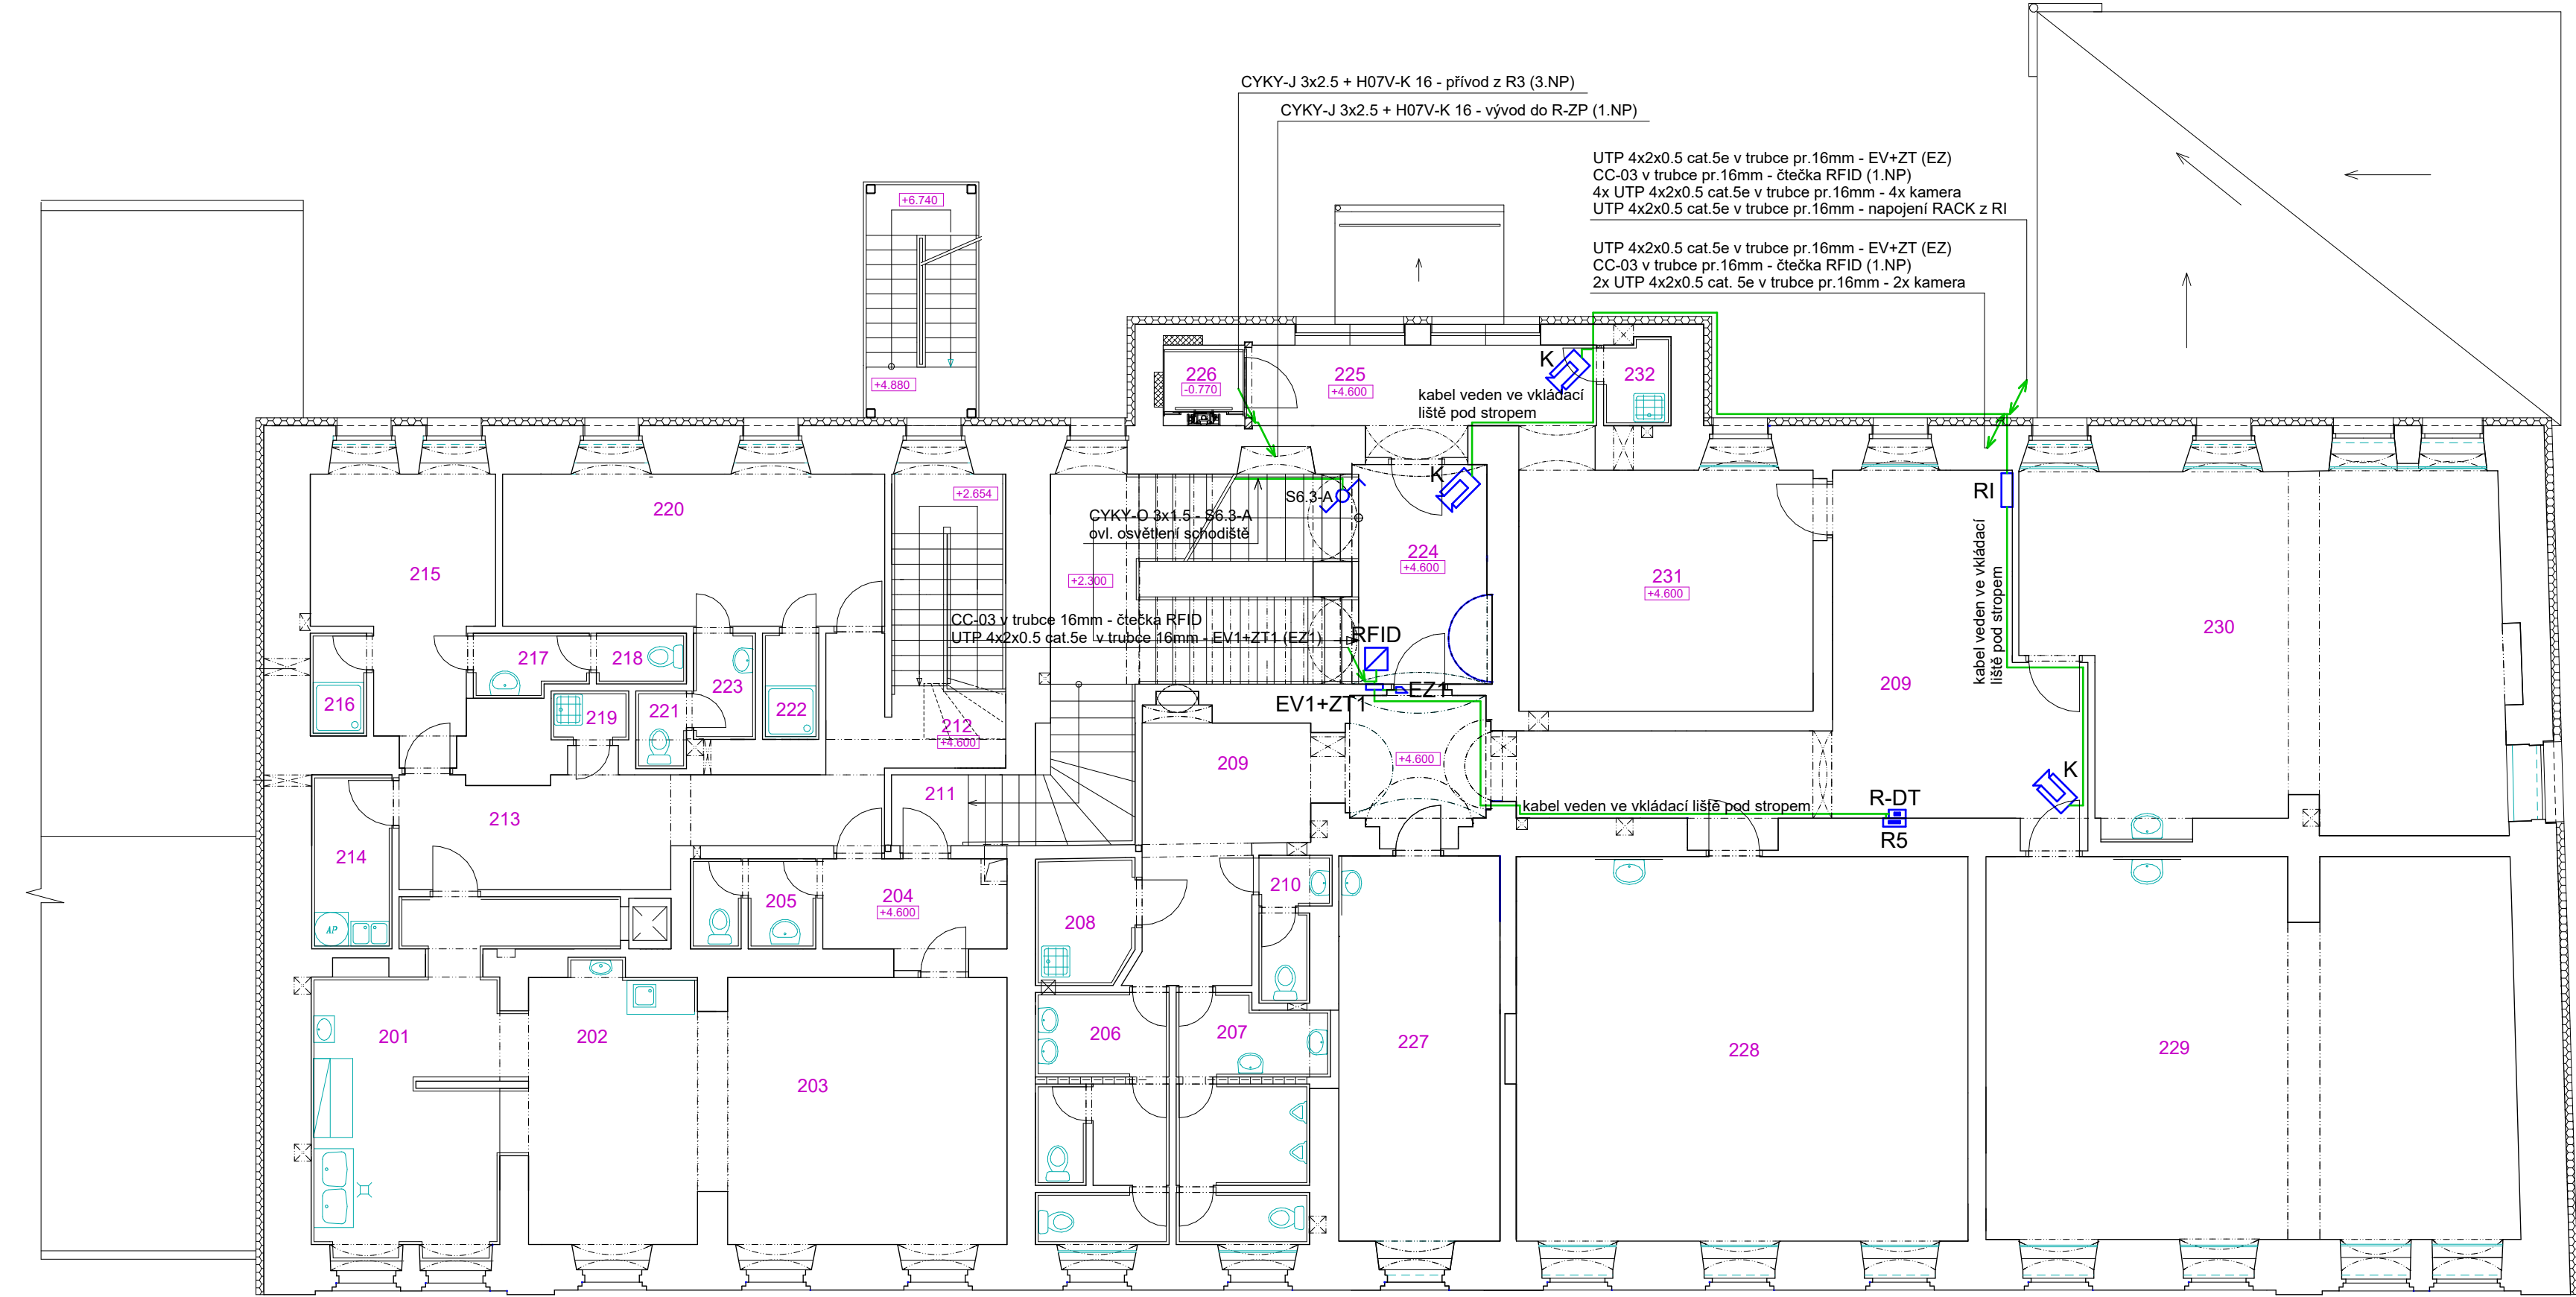 CYKY-J 3x2.5 + H07V-K 16 - přívod z R3 (3.NP)
CYKY-J 3x2.5 + H07V-K 16 - vývod do R-ZP (1.NP)
UTP 4x2x0.5 cat.5e v trubce pr.16mm - EV+ZT (EZ)
CC-03 v trubce pr.16mm - čtečka RFID (1.NP)
4x UTP 4x2x0.5 cat.5e v trubce pr.16mm - 4x kamera
UTP 4x2x0.5 cat.5e v trubce pr.16mm - napojení RACK z RI
UTP 4x2x0.5 cat.5e v trubce pr.16mm - EV+ZT (EZ)
CC-03 v trubce pr.16mm - čtečka RFID (1.NP)
2x UTP 4x2x0.5 cat. 5e v trubce pr.16mm - 2x kamera
+6.740
+4.880
226
-0.770
225
+4.600
K
232
kabel veden ve vkládací
liště pod stropem
+2.654
220
215
S6.3-A
K
RI
CYKY-O 3x1.5 - S6.3-A
ovl. osvětlení schodiště
+2.300
224
+4.600
231
+4.600
kabel veden ve vkládací
liště pod stropem
230
CC-03 v trubce 16mm - čtečka RFID
UTP 4x2x0.5 cat.5e v trubce 16mm - EV1+ZT1 (EZ1)
RFID
217
218
223
216
219
221
222
212
+4.600
EV1+ZT1
EZ1
209
209
+4.600
K
211
213
214
kabel veden ve vkládací liště pod stropem
R-DT
R5
205
204
+4.600
210
208
201
202
203
206
207
227
228
229
AP